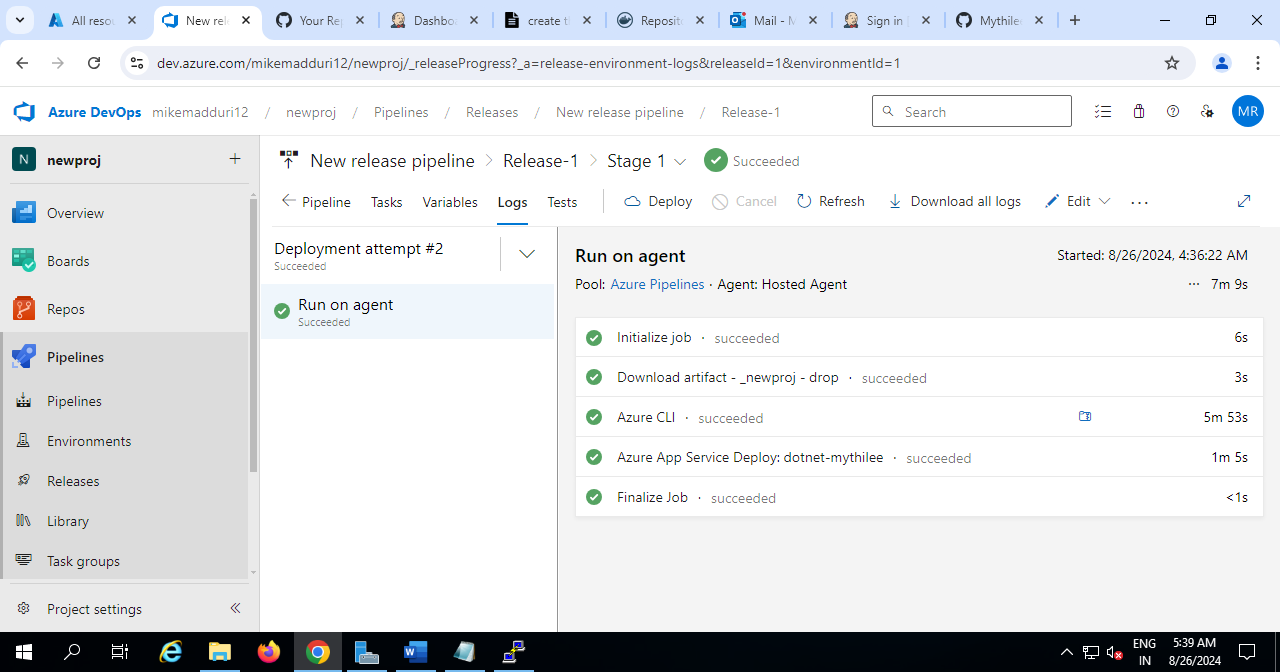 All resou
New rele
Your Rep
Dashboa
create th
Reposito
Mail - M
Sign in
Mythilee
dev.azure.com/mikemadduri12/newproj/_releaseProgress?_a=release-environment-logs&releaseId=1&environmentId=1
Azure DevOps mikemadduri12 / newproj / Pipelines / Releases / New release pipeline / Release-1
Search
MR
N newproj
Overview
Boards
Repos
Pipelines
Pipelines
Environments
Releases
Library
Task groups
Project settings
New release pipeline > Release-1 > Stage 1 Succeeded
Pipeline Tasks Variables Logs Tests Deploy Cancel Refresh Download all logs Edit ...
Deployment attempt #2
Succeeded
Run on agent
Succeeded
Run on agent
Started: 8/26/2024, 4:36:22 AM
Pool: Azure Pipelines · Agent: Hosted Agent
... 7m 9s
Initialize job · succeeded 6s
Download artifact - _newproj - drop · succeeded 3s
Azure CLI · succeeded 5m 53s
Azure App Service Deploy: dotnet-mythilee · succeeded 1m 5s
Finalize Job · succeeded <1s
ENG
IN
5:39 AM
8/26/2024